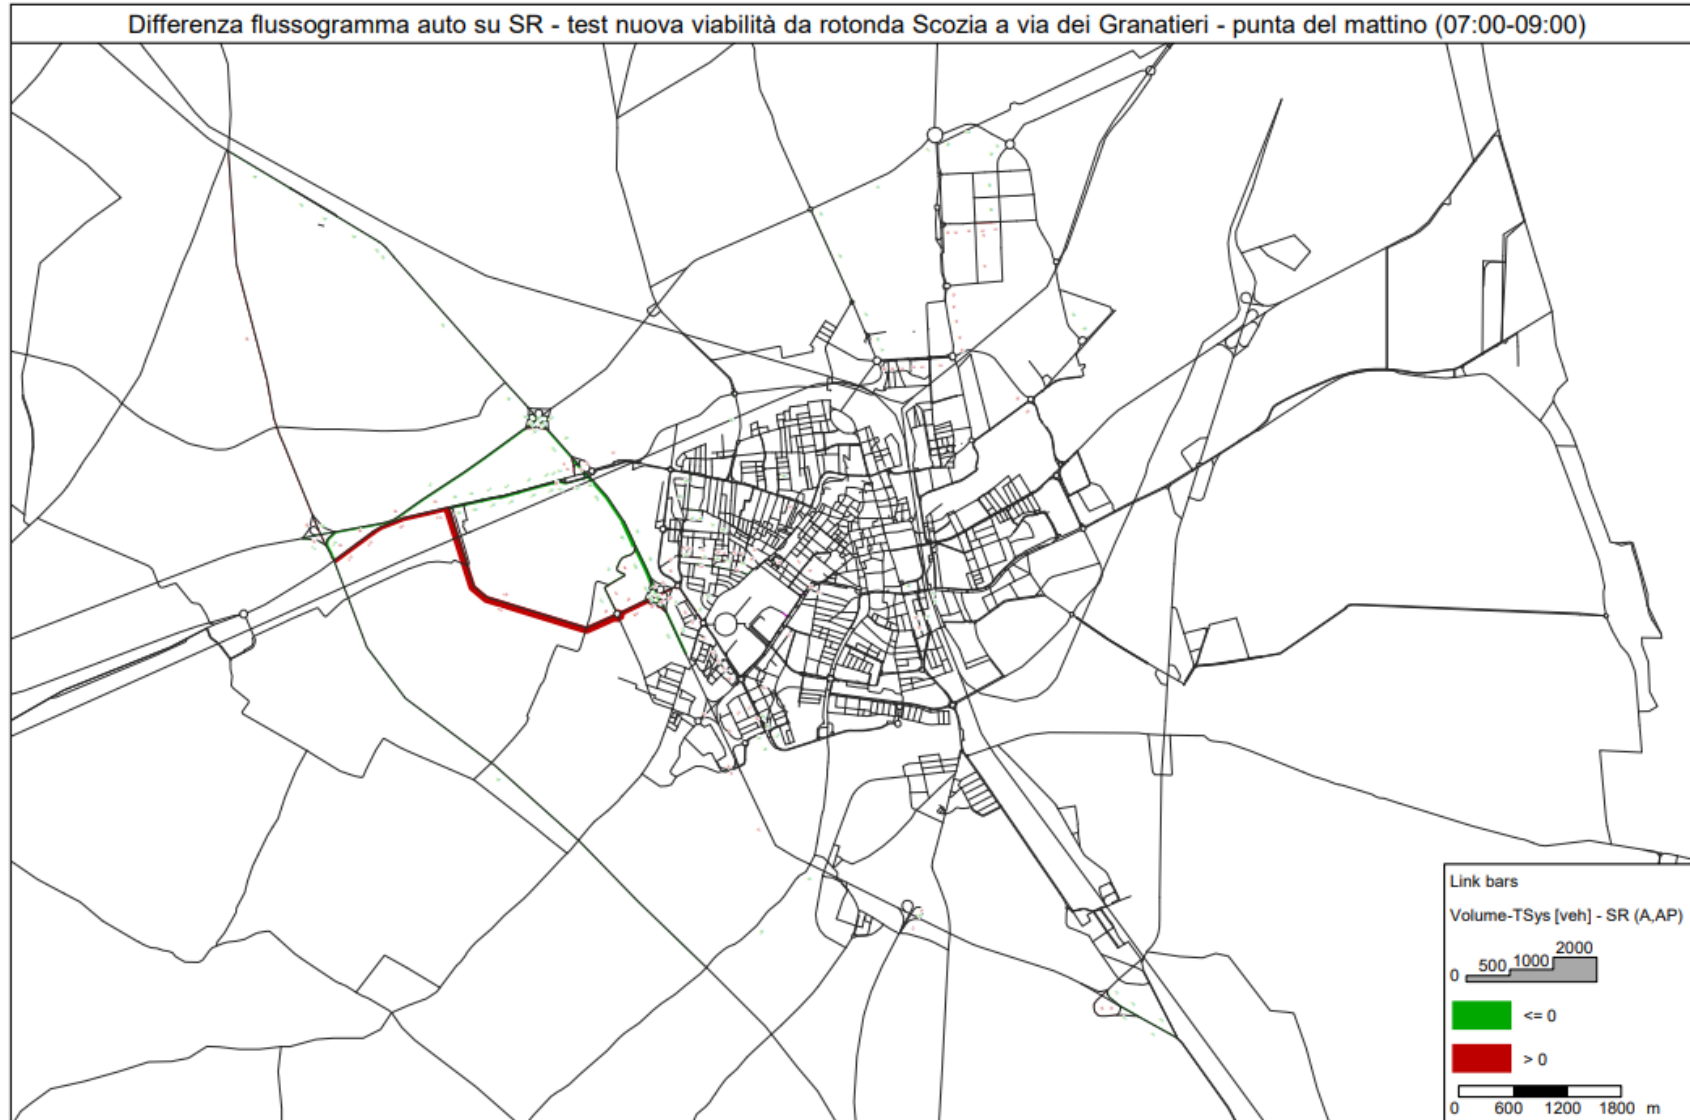 Differenza flussogramma auto su SR - test nuova viabilità da rotonda Scozia a via dei Granatieri - punta del mattino (07:00-09:00)
Link bars
Volume-TSys [veh] - SR (A,AP)
0 500 1000 2000
<= 0
> 0
0 600 1200 1800 m